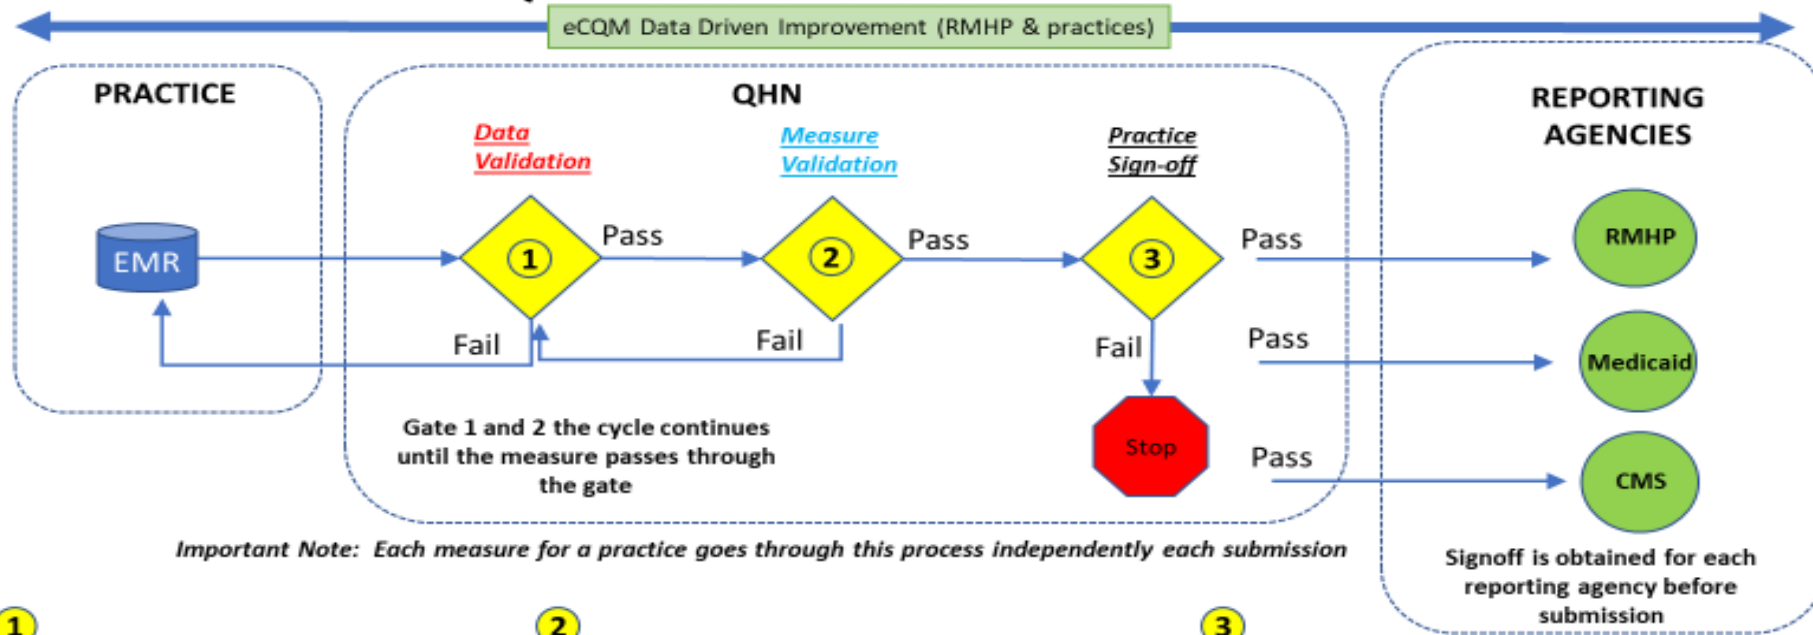 eCQM Data Driven Improvement (RMHP & practices)
PRACTICE
EMR
QHN
Data
Validation
Measure
Validation
Practice
Sign-off
1
Pass
2
Pass
3
Pass
Fail
Fail
Fail
Pass
Stop
Pass
Gate 1 and 2 the cycle continues
until the measure passes through
the gate
REPORTING
AGENCIES
RMHP
Medicaid
CMS
Signoff is obtained for each
reporting agency before
submission
Important Note: Each measure for a practice goes through this process independently each submission
1
2
3